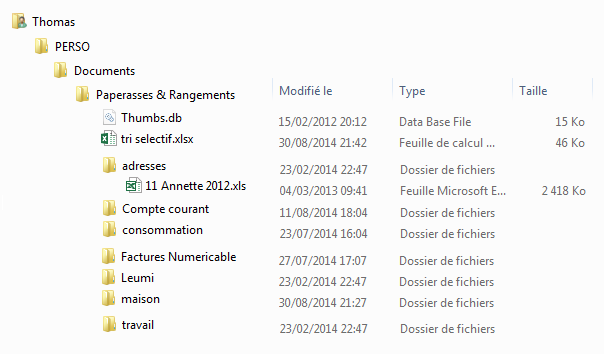 Thomas
PERSO
Documents
Paperasses & Rangements Modifié le Type Taille
Thumbs.db 15/02/2012 20:12 Data Base File 15 Ko
tri selectif.xlsx 30/08/2014 21:42 Feuille de calcul ... 46 Ko
adresses 23/02/2014 22:47 Dossier de fichiers
11 Annette 2012.xls 04/03/2013 09:41 Feuille Microsoft E... 2 418 Ko
Compte courant 11/08/2014 18:04 Dossier de fichiers
consommation 23/07/2014 16:04 Dossier de fichiers
Factures Numericable 27/07/2014 17:07 Dossier de fichiers
Leumi 23/02/2014 22:47 Dossier de fichiers
maison 30/08/2014 21:27 Dossier de fichiers
travail 23/02/2014 22:47 Dossier de fichiers